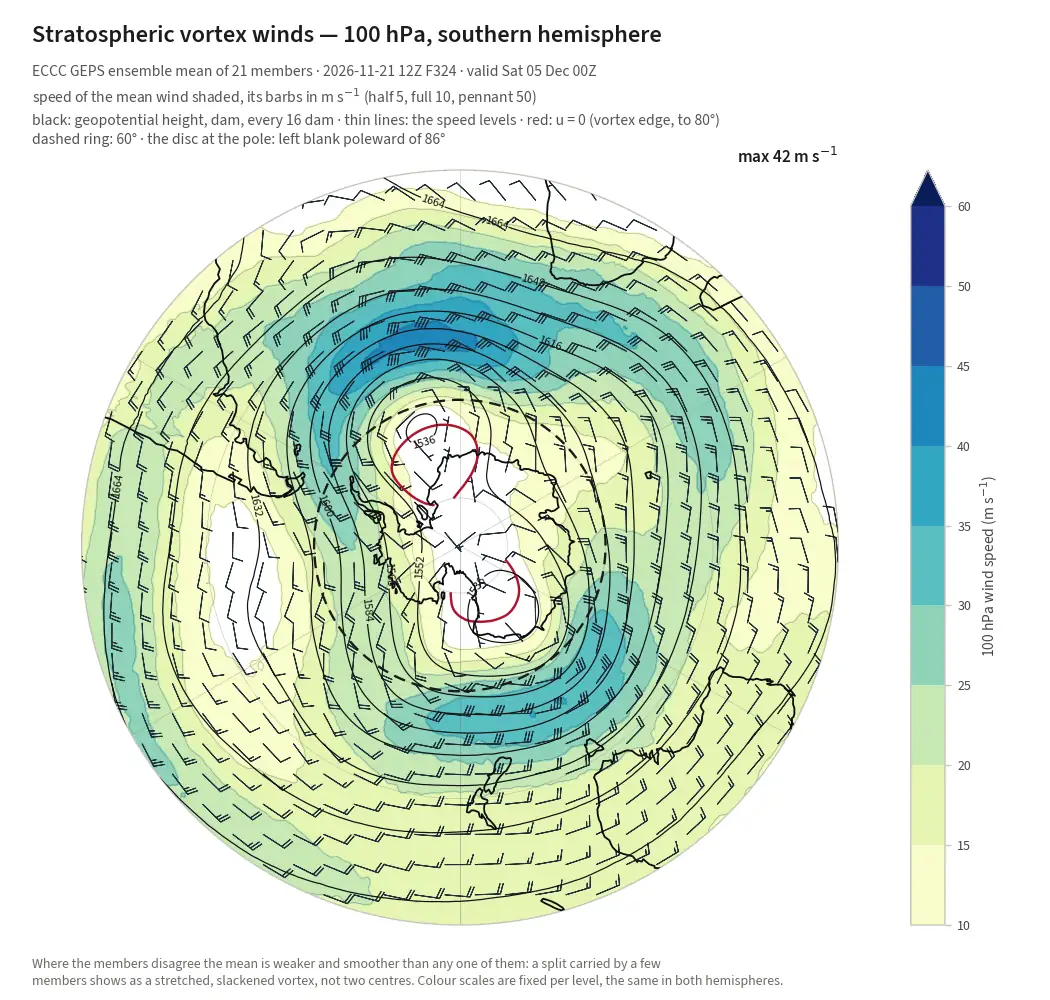 Stratospheric vortex winds — 100 hPa, southern hemisphere
ECCC GEPS ensemble mean of 21 members · 2026-11-21 12Z F324 · valid Sat 05 Dec 00Z
speed of the mean wind shaded, its barbs in m s⁻¹ (half 5, full 10, pennant 50)
black: geopotential height, dam, every 16 dam · thin lines: the speed levels · red: u = 0 (vortex edge, to 80°)
dashed ring: 60° · the disc at the pole: left blank poleward of 86°
max 42 m s⁻¹
1664
1664
1648
1616
1536
1664
1632
1600
1552
1584
60
50
45
40
35
30
25
20
15
10
100 hPa wind speed (m s⁻¹)
Where the members disagree the mean is weaker and smoother than any one of them: a split carried by a few
members shows as a stretched, slackened vortex, not two centres. Colour scales are fixed per level, the same in both hemispheres.